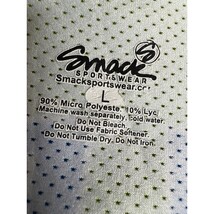 Smack
SPORTSWEAR
Smacksportswear.c
L
90% Micro Polyeste. 10% Lyc
Machine wash separately, cold water.
Do Not Bleach.
*Do Not Use Fabric Softener.
*Do Not Tumble Dry, Do Not Iron.*